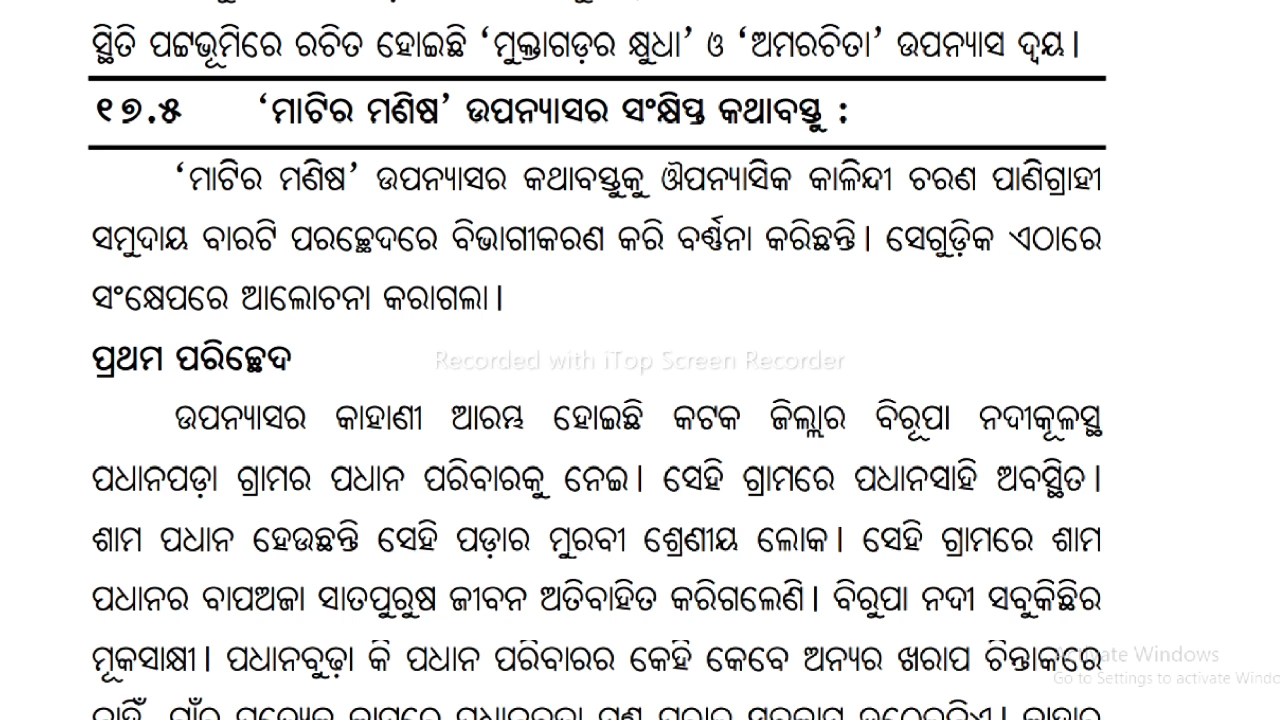 ସ୍ଥିତି ପଟ୍ଟଭୂମିରେ ରଚିତ ହୋଇଛି ‘ମୁକ୍ତାଗଡ଼ର କ୍ଷୁଧା’ ଓ ‘ଅମରଚିତା’ ଉପନ୍ୟାସ ଦ୍ୱୟ।
୧୭.୫ ‘ମାଟିର ମଣିଷ’ ଉପନ୍ୟାସର ସଂକ୍ଷିପ୍ତ କଥାବସ୍ତୁ :
‘ମାଟିର ମଣିଷ’ ଉପନ୍ୟାସର କଥାବସ୍ତୁକୁ ଔପନ୍ୟାସିକ କାଳିନ୍ଦୀ ଚରଣ ପାଣିଗ୍ରାହୀ
ସମୁଦାୟ ବାରଟି ପରଚ୍ଛେଦରେ ବିଭାଗୀକରଣ କରି ବର୍ଣ୍ଣନା କରିଛନ୍ତି। ସେଗୁଡ଼ିକ ଏଠାରେ
ସଂକ୍ଷେପରେ ଆଲୋଚନା କରାଗଲା।
ପ୍ରଥମ ପରିଚ୍ଛେଦ
Recorded with iTop Screen Recorder
ଉପନ୍ୟାସର କାହାଣୀ ଆରମ୍ଭ ହୋଇଛି କଟକ ଜିଲ୍ଲାର ବିରୂପା ନଦୀକୂଳସ୍ଥ
ପଧାନପଡ଼ା ଗ୍ରାମର ପଧାନ ପରିବାରକୁ ନେଇ। ସେହି ଗ୍ରାମରେ ପଧାନସାହି ଅବସ୍ଥିତ।
ଶାମ ପଧାନ ହେଉଛନ୍ତି ସେହି ପଡ଼ାର ମୁରବୀ ଶ୍ରେଣୀୟ ଲୋକ। ସେହି ଗ୍ରାମରେ ଶାମ
ପଧାନର ବାପଅଜା ସାତପୁରୁଷ ଜୀବନ ଅତିବାହିତ କରିଗଲେଣି। ବିରୁପା ନଦୀ ସବୁକିଛିର
ମୂକସାକ୍ଷୀ। ପଧାନବୁଢ଼ା କି ପଧାନ ପରିବାରର କେହି କେବେ ଅନ୍ୟର ଖରାପ ଚିନ୍ତାକରେ
Activate Windows
Go to Settings to activate Windo